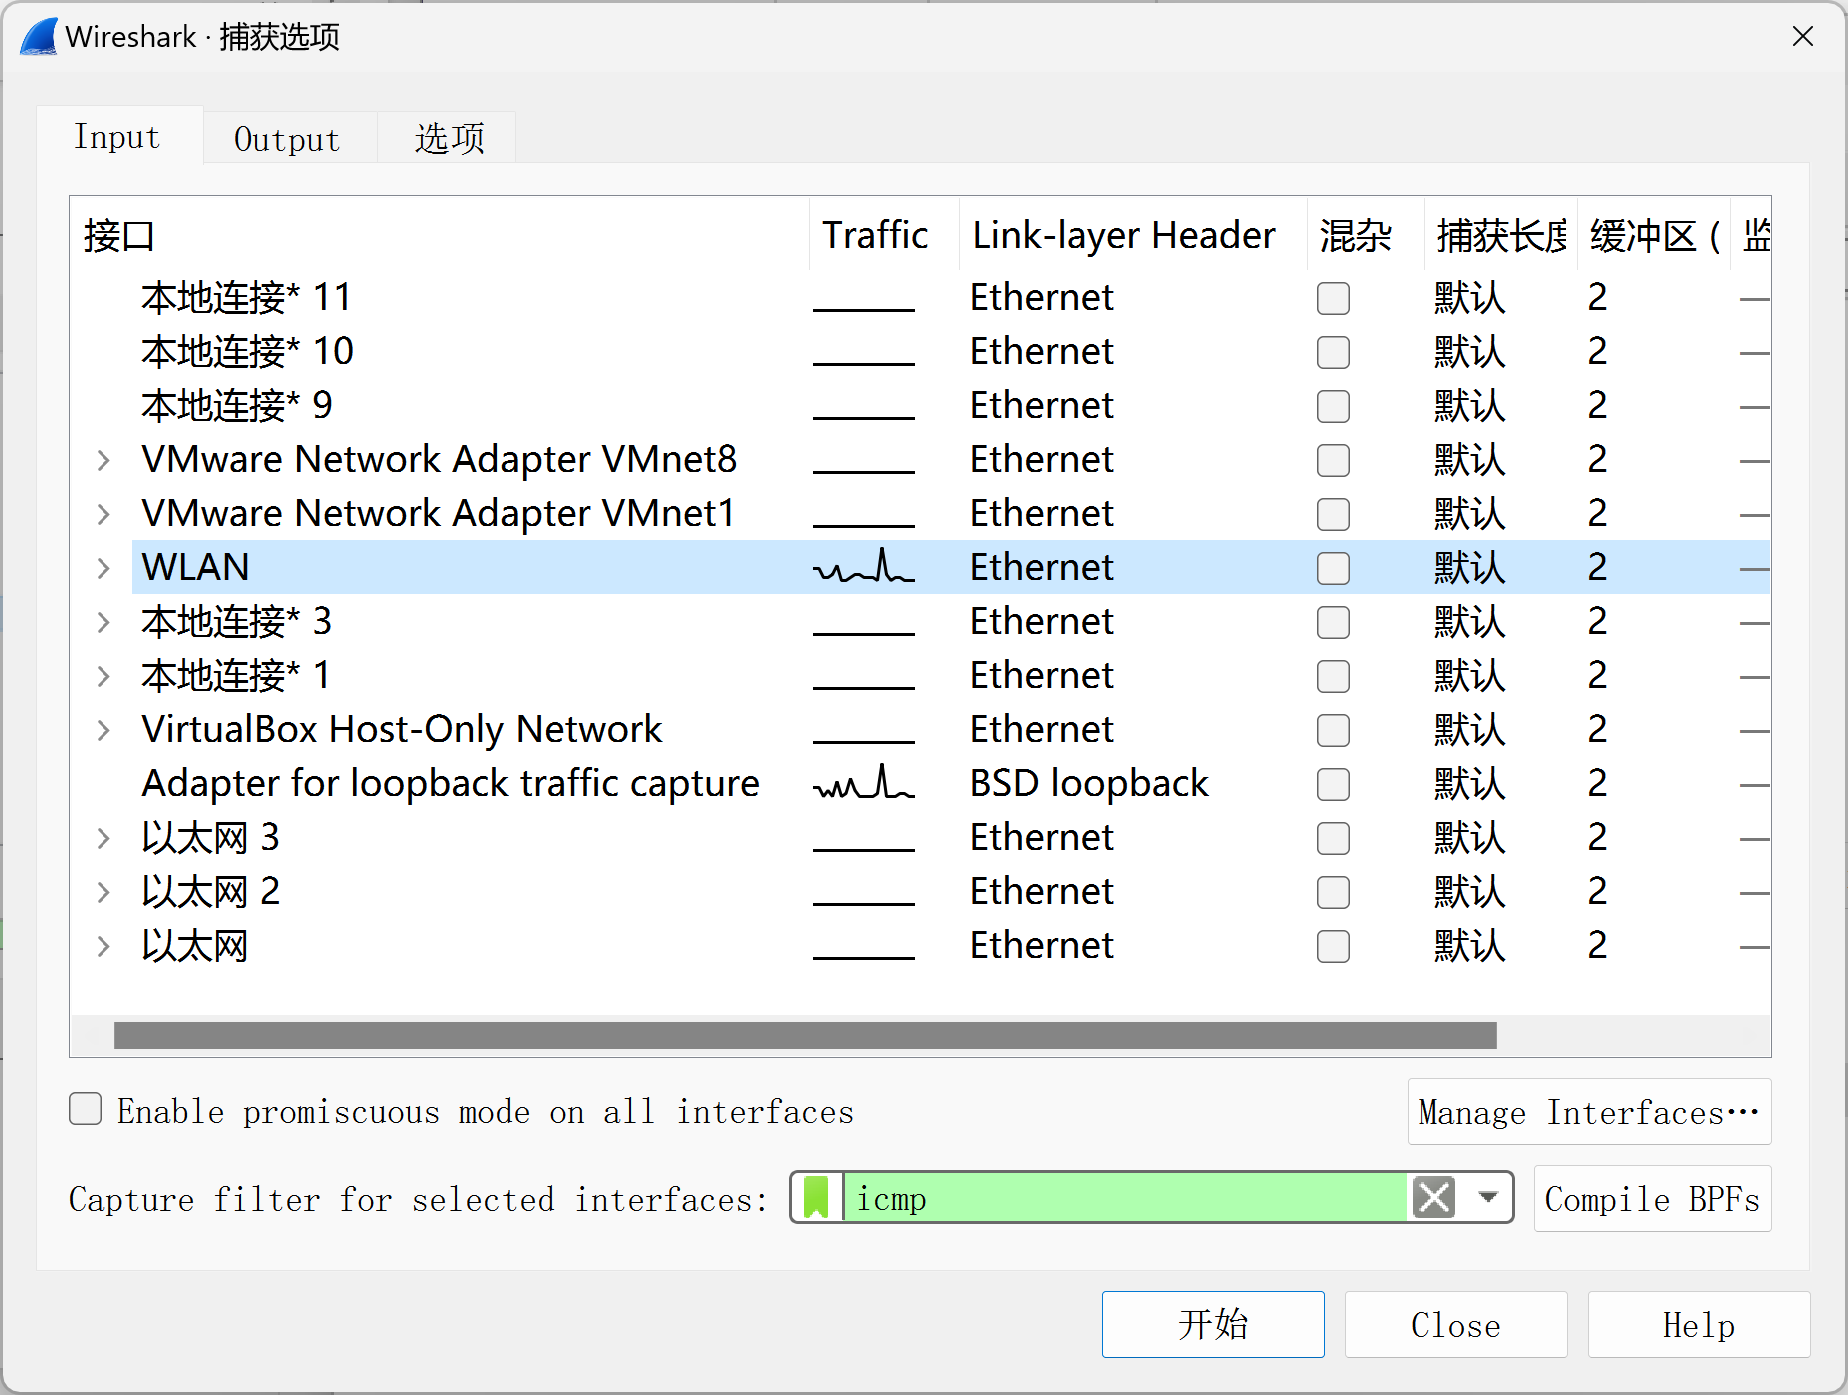 Wireshark · 捕获选项
Input Output 选项
接口 Traffic Link-layer Header 混杂 捕获长度 缓冲区 ( 监
本地连接* 11 Ethernet 默认 2 —
本地连接* 10 Ethernet 默认 2 —
本地连接* 9 Ethernet 默认 2 —
VMware Network Adapter VMnet8 Ethernet 默认 2 —
VMware Network Adapter VMnet1 Ethernet 默认 2 —
WLAN Ethernet 默认 2 —
本地连接* 3 Ethernet 默认 2 —
本地连接* 1 Ethernet 默认 2 —
VirtualBox Host-Only Network Ethernet 默认 2 —
Adapter for loopback traffic capture BSD loopback 默认 2 —
以太网 3 Ethernet 默认 2 —
以太网 2 Ethernet 默认 2 —
以太网 Ethernet 默认 2 —
Enable promiscuous mode on all interfaces Manage Interfaces…
Capture filter for selected interfaces: icmp Compile BPFs
开始 Close Help